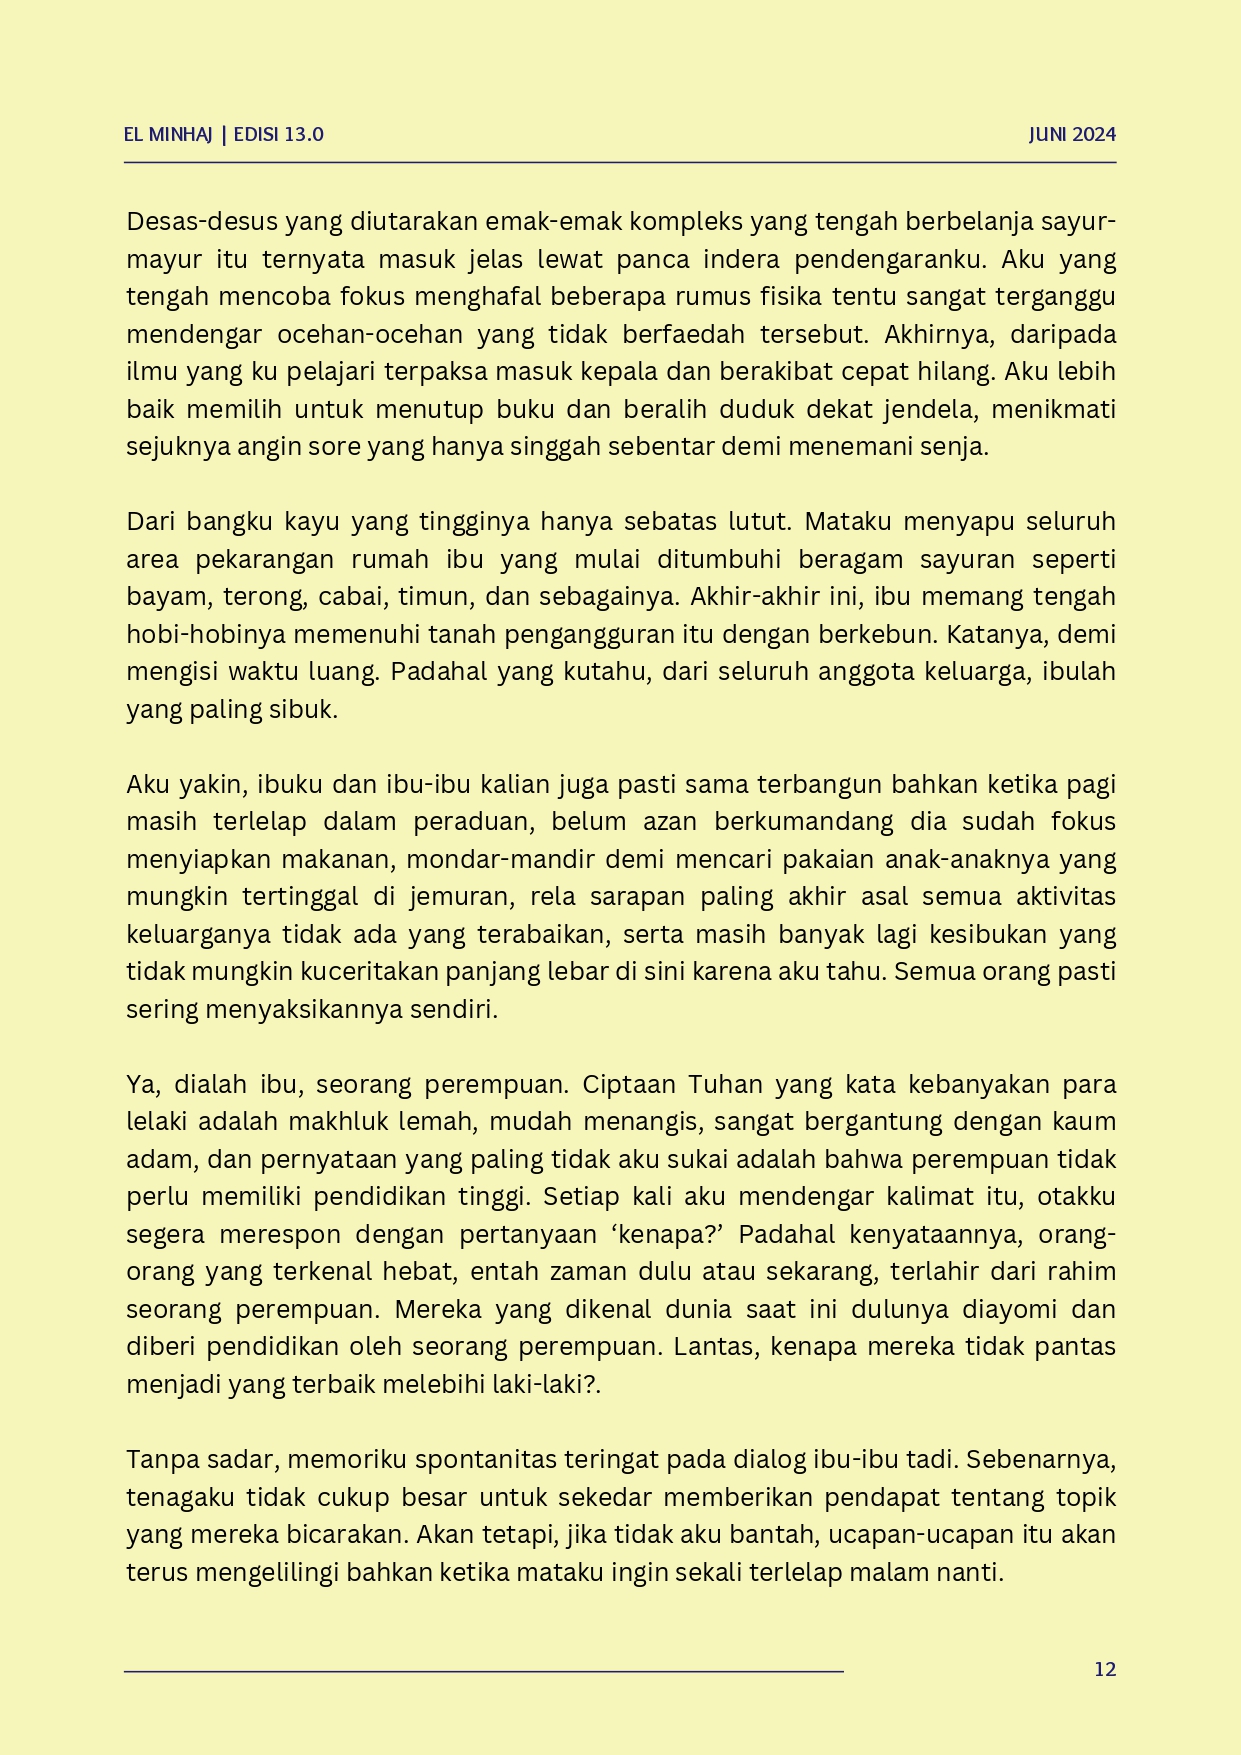 EL MINHAJ | EDISI 13.0
JUNI 2024
Desas-desus yang diutarakan emak-emak kompleks yang tengah berbelanja sayur-
mayur itu ternyata masuk jelas lewat panca indera pendengaranku. Aku yang
tengah mencoba fokus menghafal beberapa rumus fisika tentu sangat terganggu
mendengar ocehan-ocehan yang tidak berfaedah tersebut. Akhirnya, daripada
ilmu yang ku pelajari terpaksa masuk kepala dan berakibat cepat hilang. Aku lebih
baik memilih untuk menutup buku dan beralih duduk dekat jendela, menikmati
sejuknya angin sore yang hanya singgah sebentar demi menemani senja.
Dari bangku kayu yang tingginya hanya sebatas lutut. Mataku menyapu seluruh
area pekarangan rumah ibu yang mulai ditumbuhi beragam sayuran seperti
bayam, terong, cabai, timun, dan sebagainya. Akhir-akhir ini, ibu memang tengah
hobi-hobinya memenuhi tanah pengangguran itu dengan berkebun. Katanya, demi
mengisi waktu luang. Padahal yang kutahu, dari seluruh anggota keluarga, ibulah
yang paling sibuk.
Aku yakin, ibuku dan ibu-ibu kalian juga pasti sama terbangun bahkan ketika pagi
masih terlelap dalam peraduan, belum azan berkumandang dia sudah fokus
menyiapkan makanan, mondar-mandir demi mencari pakaian anak-anaknya yang
mungkin tertinggal di jemuran, rela sarapan paling akhir asal semua aktivitas
keluarganya tidak ada yang terabaikan, serta masih banyak lagi kesibukan yang
tidak mungkin kuceritakan panjang lebar di sini karena aku tahu. Semua orang pasti
sering menyaksikannya sendiri.
Ya, dialah ibu, seorang perempuan. Ciptaan Tuhan yang kata kebanyakan para
lelaki adalah makhluk lemah, mudah menangis, sangat bergantung dengan kaum
adam, dan pernyataan yang paling tidak aku sukai adalah bahwa perempuan tidak
perlu memiliki pendidikan tinggi. Setiap kali aku mendengar kalimat itu, otakku
segera merespon dengan pertanyaan ‘kenapa?’ Padahal kenyataannya, orang-
orang yang terkenal hebat, entah zaman dulu atau sekarang, terlahir dari rahim
seorang perempuan. Mereka yang dikenal dunia saat ini dulunya diayomi dan
diberi pendidikan oleh seorang perempuan. Lantas, kenapa mereka tidak pantas
menjadi yang terbaik melebihi laki-laki?.
Tanpa sadar, memoriku spontanitas teringat pada dialog ibu-ibu tadi. Sebenarnya,
tenagaku tidak cukup besar untuk sekedar memberikan pendapat tentang topik
yang mereka bicarakan. Akan tetapi, jika tidak aku bantah, ucapan-ucapan itu akan
terus mengelilingi bahkan ketika mataku ingin sekali terlelap malam nanti.
12